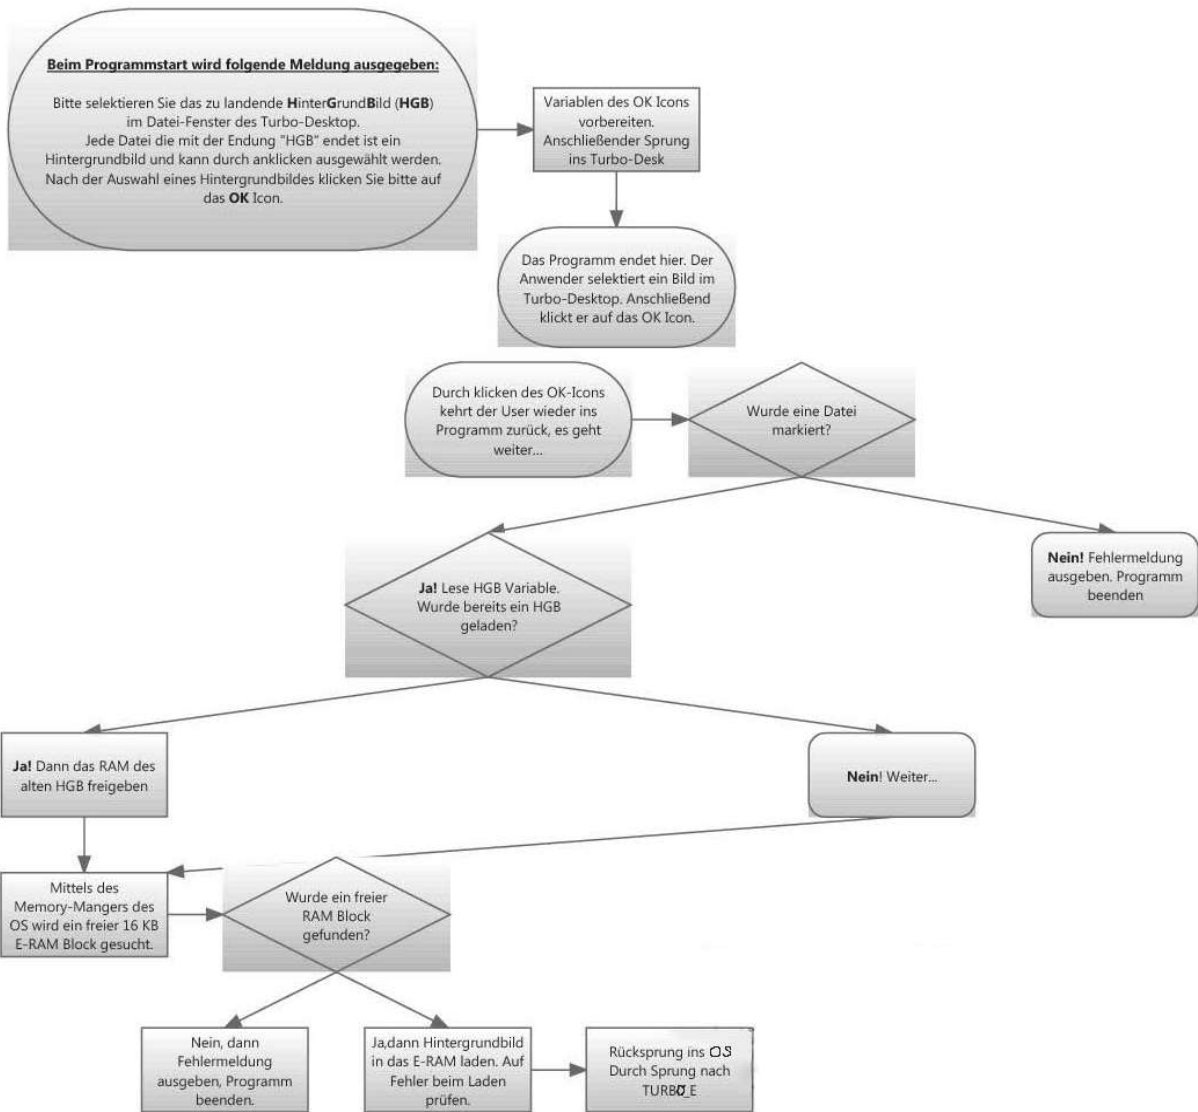 Beim Programmstart wird folgende Meldung ausgegeben:
Bitte selektieren Sie das zu landende HinterGrundBild (HGB)
im Datei-Fenster des Turbo-Desktop.
Jede Datei die mit der Endung "HGB" endet ist ein
Hintergrundbild und kann durch anklicken ausgewählt werden.
Nach der Auswahl eines Hintergrundbildes klicken Sie bitte auf
das OK Icon.
Variablen des OK Icons
vorbereiten.
Anschließender Sprung
ins Turbo-Desk
Das Programm endet hier. Der
Anwender selektiert ein Bild im
Turbo-Desktop. Anschließend
klickt er auf das OK Icon.
Durch klicken des OK-Icons
kehrt der User wieder ins
Programm zurück, es geht
weiter...
Wurde eine Datei
markiert?
Ja! Lese HGB Variable.
Wurde bereits ein HGB
geladen?
Nein! Fehlermeldung
ausgeben. Programm
beenden
Ja! Dann das RAM des
alten HGB freigeben
Nein! Weiter...
Mittels des
Memory-Mangers des
OS wird ein freier 16 KB
E-RAM Block gesucht.
Wurde ein freier
RAM Block
gefunden?
Nein, dann
Fehlermeldung
ausgeben, Programm
beenden.
Ja,dann Hintergrundbild
in das E-RAM laden. Auf
Fehler beim Laden
prüfen.
Rücksprung ins OS
Durch Sprung nach
TURBO_E